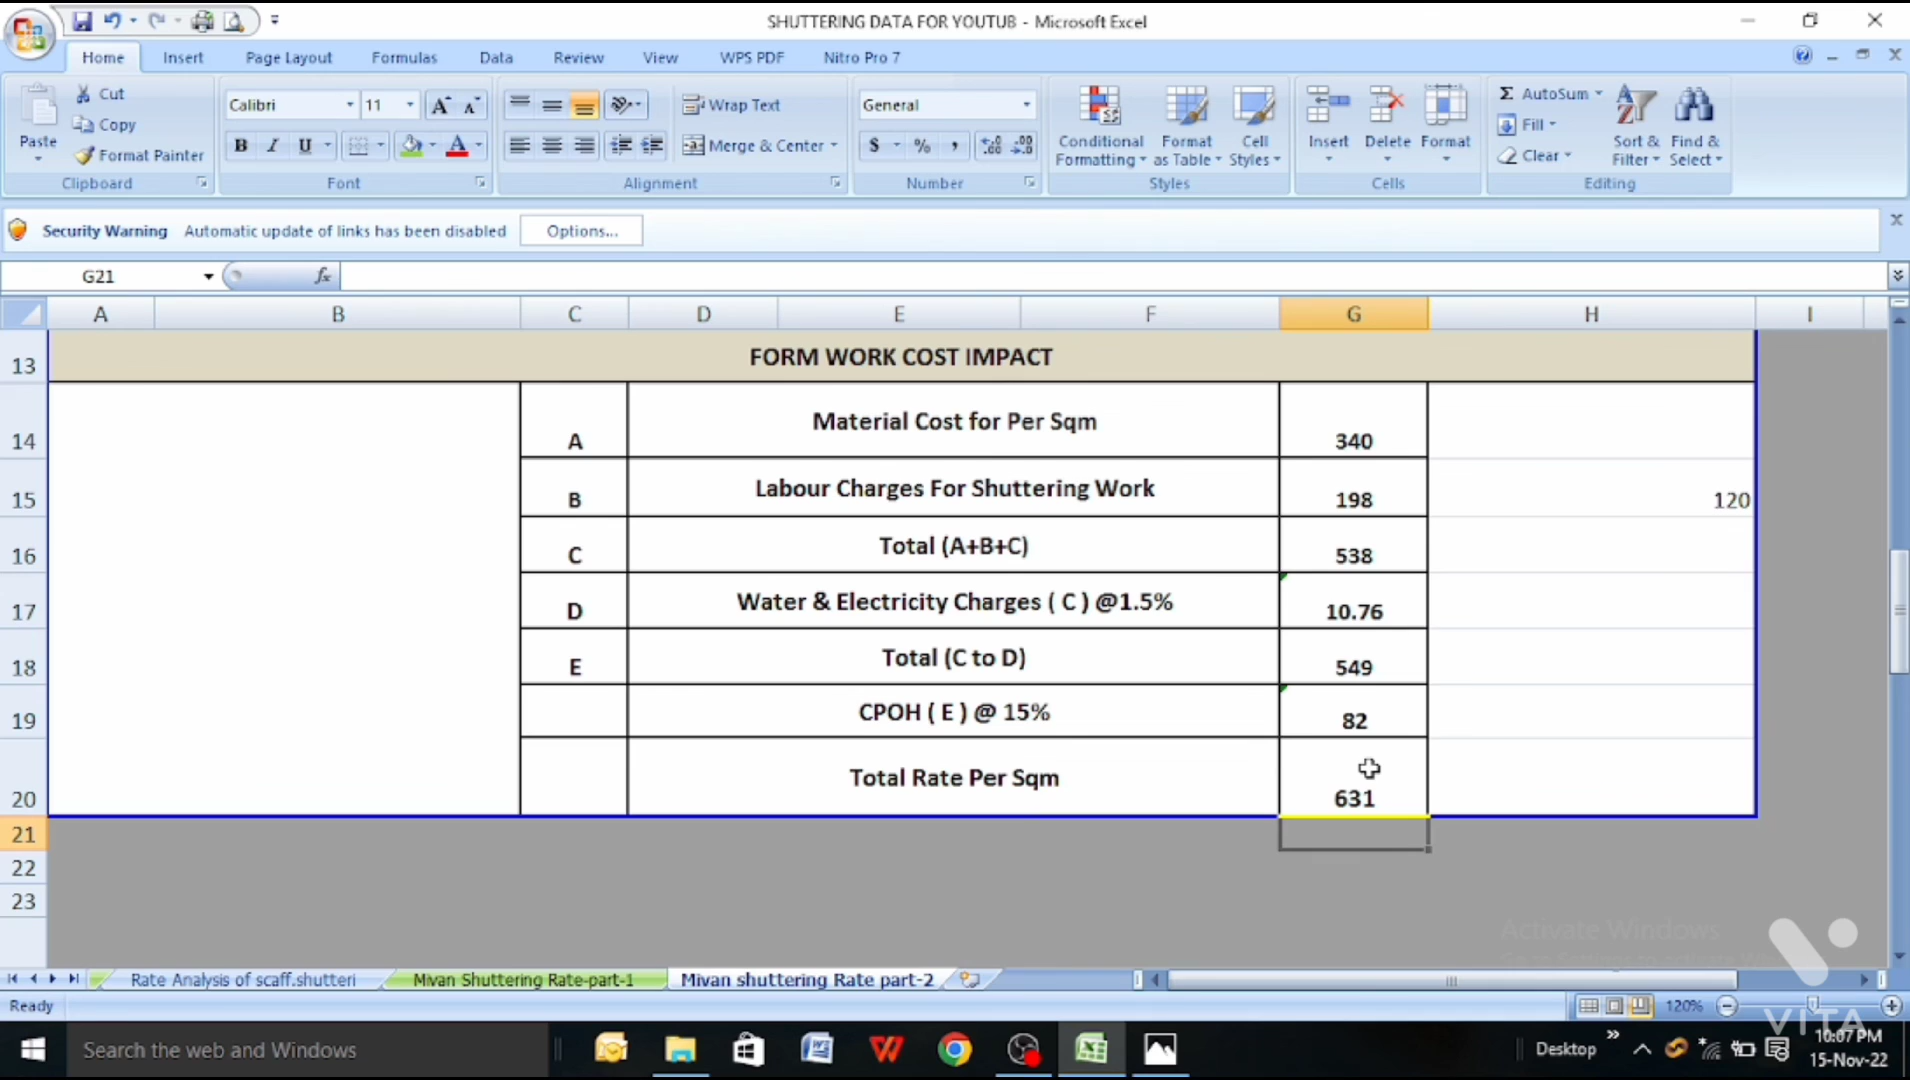 SHUTTERING DATA FOR YOUTUB - Microsoft Excel
Home Insert Page Layout Formulas Data Review View WPS PDF Nitro Pro 7
Paste
Cut
Copy
Format Painter
Clipboard
Calibri 11
B I U
Font
Wrap Text
Merge & Center
Alignment
General
$ % ,
Number
Conditional Formatting
Format as Table
Cell Styles
Styles
Insert Delete Format
Cells
Σ AutoSum
Fill
Clear
Sort & Filter
Find & Select
Editing
Security Warning Automatic update of links has been disabled Options...
G21 fx
A B C D E F G H I
13 FORM WORK COST IMPACT
14 A Material Cost for Per Sqm 340
15 B Labour Charges For Shuttering Work 198 120
16 C Total (A+B+C) 538
17 D Water & Electricity Charges ( C ) @1.5% 10.76
18 E Total (C to D) 549
19 CPOH ( E ) @ 15% 82
20 Total Rate Per Sqm 631
21
22
23
Activate Windows
Rate Analysis of scaff.shutteri Mivan Shuttering Rate-part-1 Mivan shuttering Rate part-2
Ready 120%
VITA
Search the web and Windows
Desktop
10:07 PM
15-Nov-22